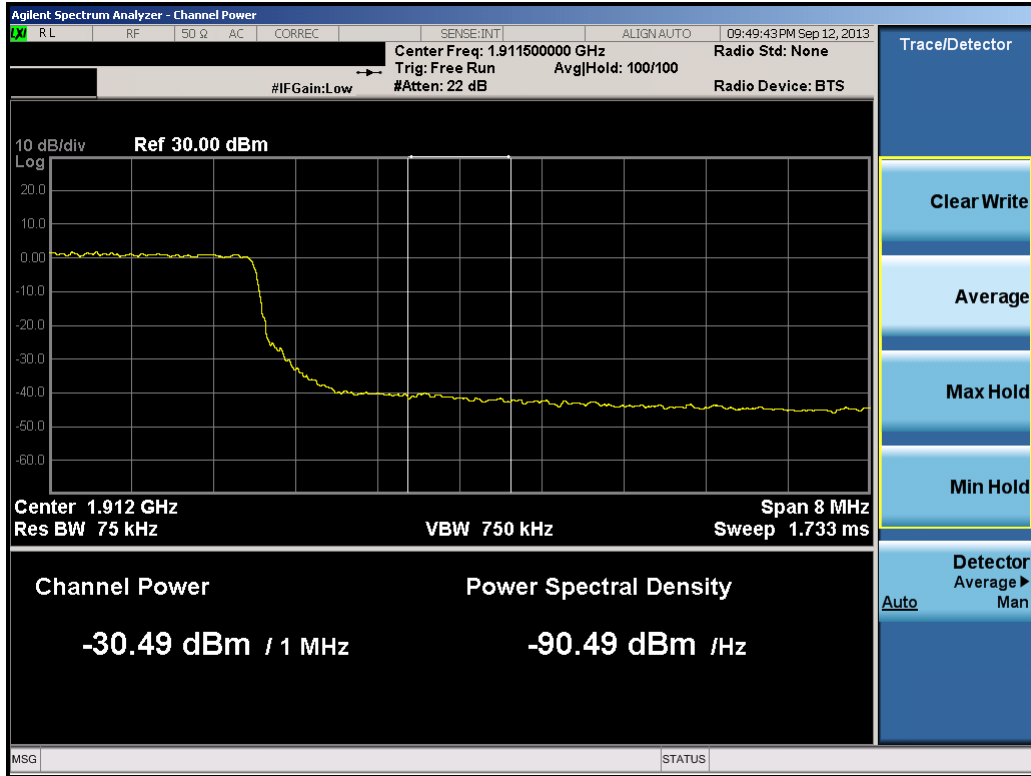 Agilent Spectrum Analyzer - Channel Power
LXI RL RF 50 Ω AC CORREC SENSE:INT ALIGN AUTO 09:49:43 PM Sep 12, 2013
Center Freq: 1.911500000 GHz Radio Std: None
Trig: Free Run Avg|Hold: 100/100
#IFGain:Low #Atten: 22 dB Radio Device: BTS
10 dB/div Ref 30.00 dBm
Log
20.0
10.0
0.00
-10.0
-20.0
-30.0
-40.0
-50.0
-60.0
Center 1.912 GHz Span 8 MHz
Res BW 75 kHz VBW 750 kHz Sweep 1.733 ms
Channel Power Power Spectral Density
-30.49 dBm / 1 MHz -90.49 dBm /Hz
MSG STATUS
Trace/Detector
Clear Write
Average
Max Hold
Min Hold
Detector
Average▶
Auto Man